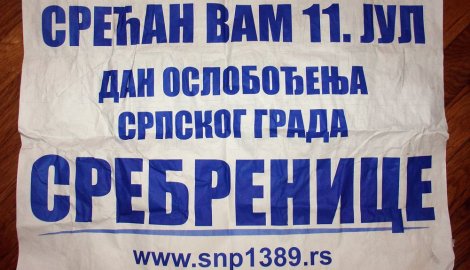 СРЕЋАН ВАМ 11. ЈУЛ
ДАН ОСЛОБОЂЕЊА
СРПСКОГ ГРАДА
СРЕБРЕНИЦЕ
www.snp1389.rs